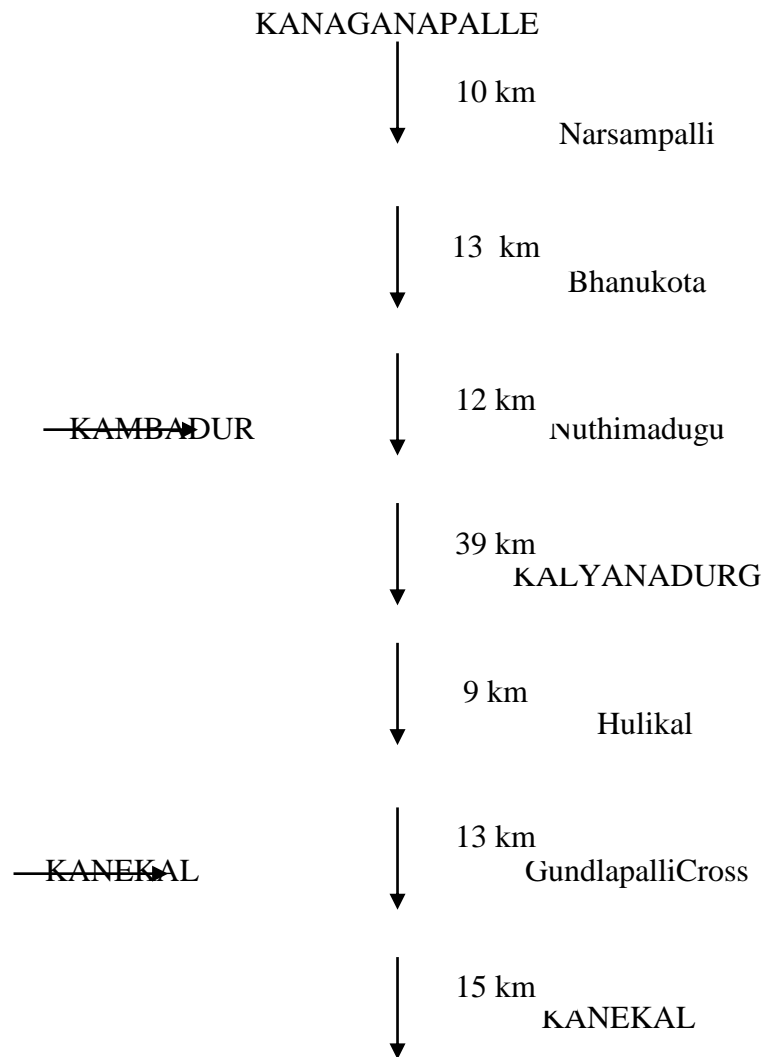 KANAGANAPALLE
10 km
Narsampalli
13 km
Bhanukota
12 km
KAMBADUR
Nuthimadugu
39 km
KALYANADURG
9 km
Hulikal
13 km
KANEKAL
GundlapalliCross
15 km
KANEKAL